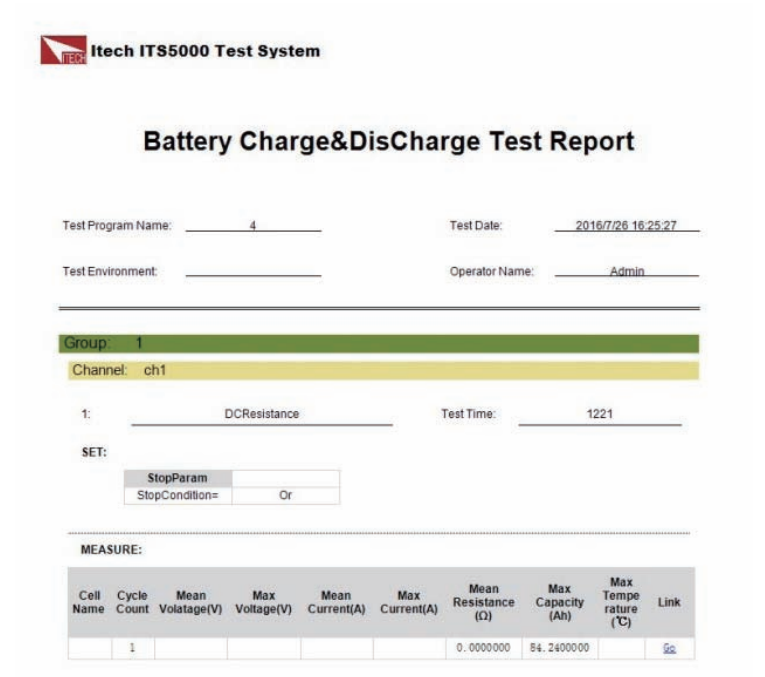 ITECH Itech ITS5000 Test System
Battery Charge&DisCharge Test Report
Test Program Name: 4 Test Date: 2016/7/26 16:25:27
Test Environment: Operator Name: Admin
Group: 1
Channel: ch1
1: DCResistance Test Time: 1221
SET:
StopParam
StopCondition= Or
MEASURE:
Cell Name Cycle Count Mean Volatage(V) Max Voltage(V) Mean Current(A) Max Current(A) Mean Resistance (Ω) Max Capacity (Ah) Max Tempe rature (℃) Link
1 0.0000000 84.2400000 Go